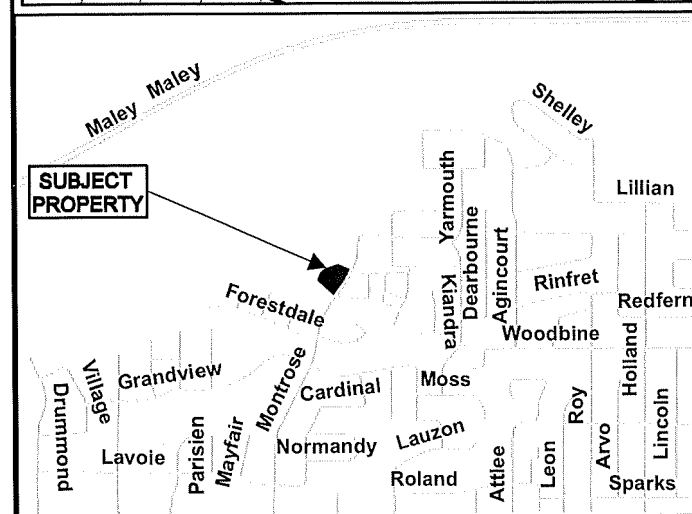 Maley Maley
Shelley
SUBJECT
PROPERTY
Lillian
Yarmouth
Dearbourne
Agincourt
Kiandra
Rinfret
Redfern
Forestdale
Woodbine
Holland
Village
Grandview
Montrose
Cardinal
Moss
Drummond
Roy
Lincoln
Lavoie
Parisien
Mayfair
Normandy
Lauzon
Roland
Attlee
Leon
Arvo
Sparks